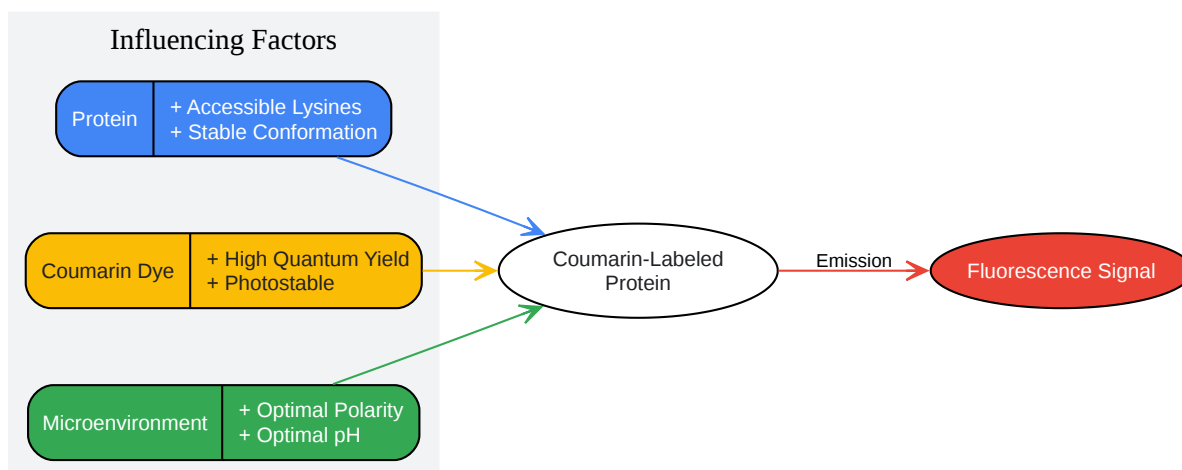 Influencing Factors
Protein
+ Accessible Lysines
+ Stable Conformation
Coumarin Dye
+ High Quantum Yield
+ Photostable
Microenvironment
+ Optimal Polarity
+ Optimal pH
Coumarin-Labeled
Protein
Emission
Fluorescence Signal